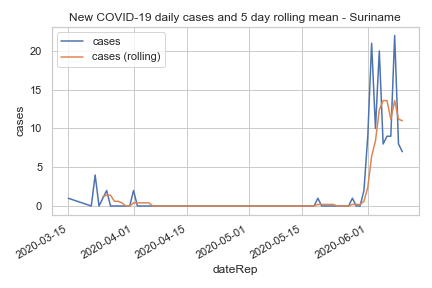 New COVID-19 daily cases and 5 day rolling mean - Suriname
cases
cases (rolling)
cases
20
15
10
5
0
2020-03-15
2020-04-01
2020-04-15
2020-05-01
2020-05-15
2020-06-01
dateRep